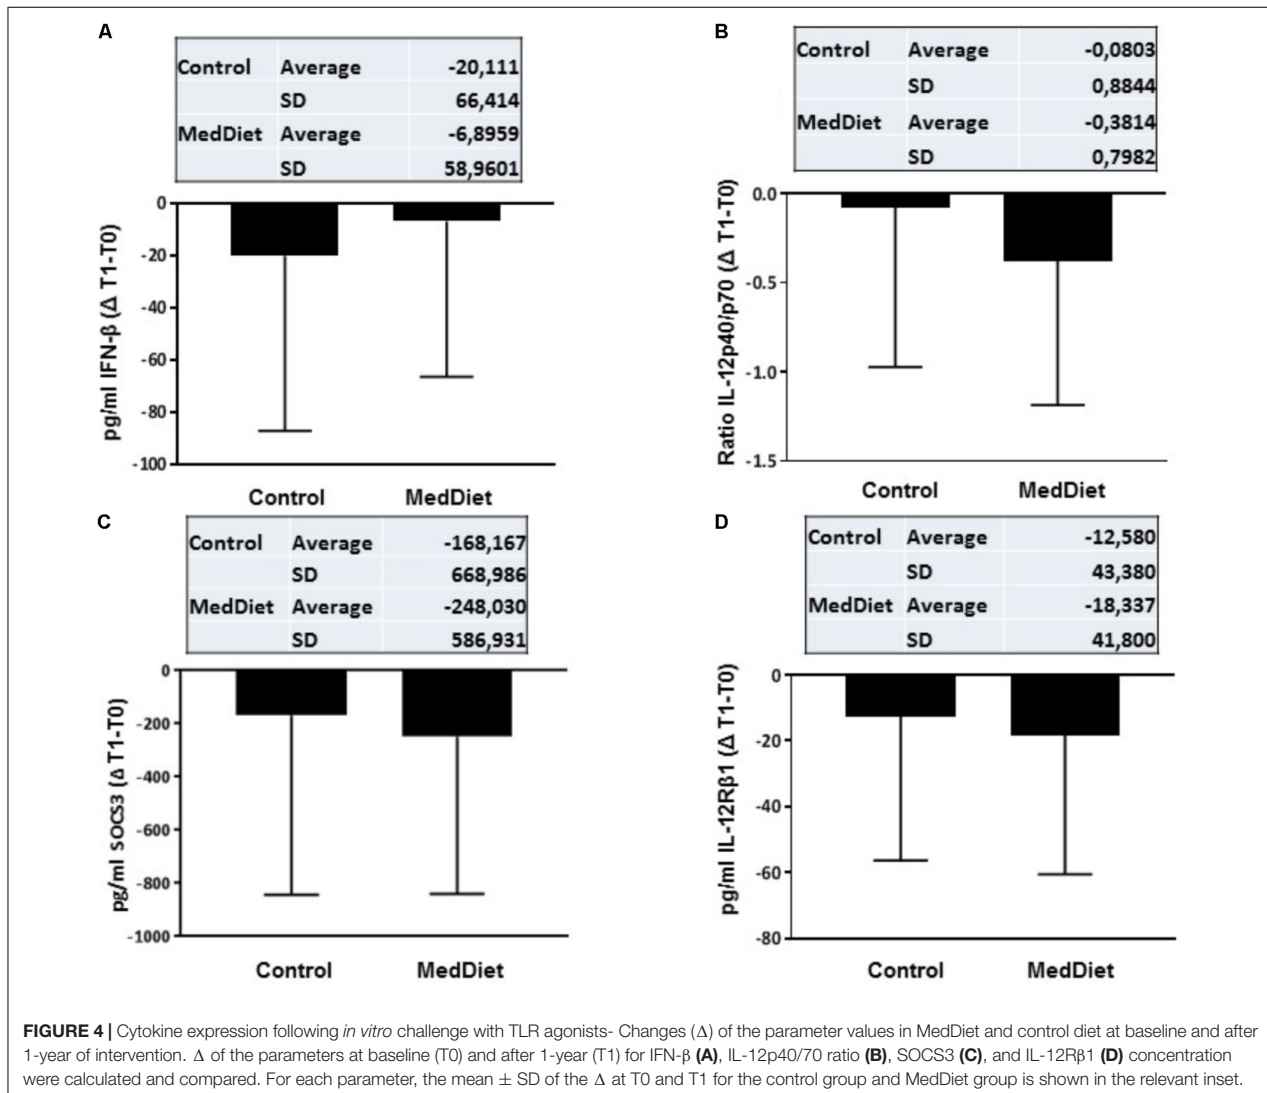 A
Control Average -20,111
SD 66,414
MedDiet Average -6,8959
SD 58,9601
pg/ml IFN-β (Δ T1-T0)
0
-20
-40
-60
-80
-100
Control MedDiet
B
Control Average -0,0803
SD 0,8844
MedDiet Average -0,3814
SD 0,7982
Ratio IL-12p40/p70 (Δ T1-T0)
0.0
-0.5
-1.0
-1.5
Control MedDiet
C
Control Average -168,167
SD 668,986
MedDiet Average -248,030
SD 586,931
pg/ml SOCS3 (Δ T1-T0)
0
-200
-400
-600
-800
-1000
Control MedDiet
D
Control Average -12,580
SD 43,380
MedDiet Average -18,337
SD 41,800
pg/ml IL-12Rβ1 (Δ T1-T0)
0
-20
-40
-60
-80
Control MedDiet
FIGURE 4 | Cytokine expression following in vitro challenge with TLR agonists- Changes (Δ) of the parameter values in MedDiet and control diet at baseline and after
1-year of intervention. Δ of the parameters at baseline (T0) and after 1-year (T1) for IFN-β (A), IL-12p40/70 ratio (B), SOCS3 (C), and IL-12Rβ1 (D) concentration
were calculated and compared. For each parameter, the mean ± SD of the Δ at T0 and T1 for the control group and MedDiet group is shown in the relevant inset.